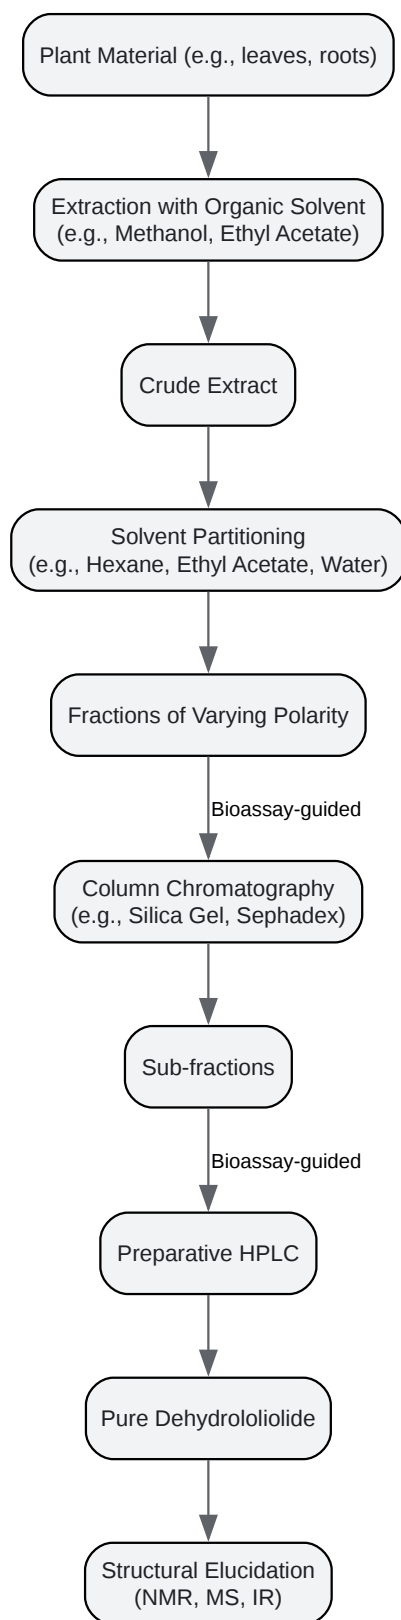 Plant Material (e.g., leaves, roots)
Extraction with Organic Solvent
(e.g., Methanol, Ethyl Acetate)
Crude Extract
Solvent Partitioning
(e.g., Hexane, Ethyl Acetate, Water)
Fractions of Varying Polarity
Bioassay-guided
Column Chromatography
(e.g., Silica Gel, Sephadex)
Sub-fractions
Bioassay-guided
Preparative HPLC
Pure Dehydrololiolide
Structural Elucidation
(NMR, MS, IR)